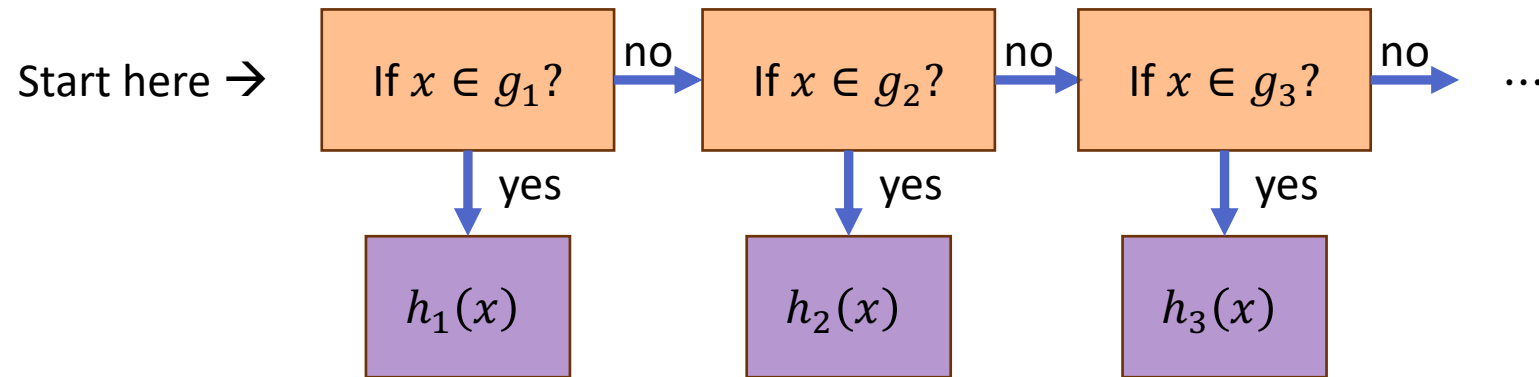 Start here → If x ∈ g₁? no If x ∈ g₂? no If x ∈ g₃? no ...
yes yes yes
h₁(x) h₂(x) h₃(x)